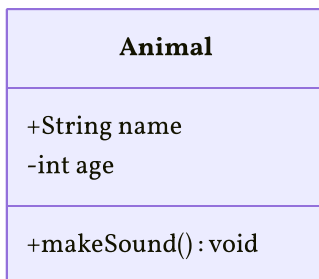 Animal
+String name
-int age
+makeSound() : void